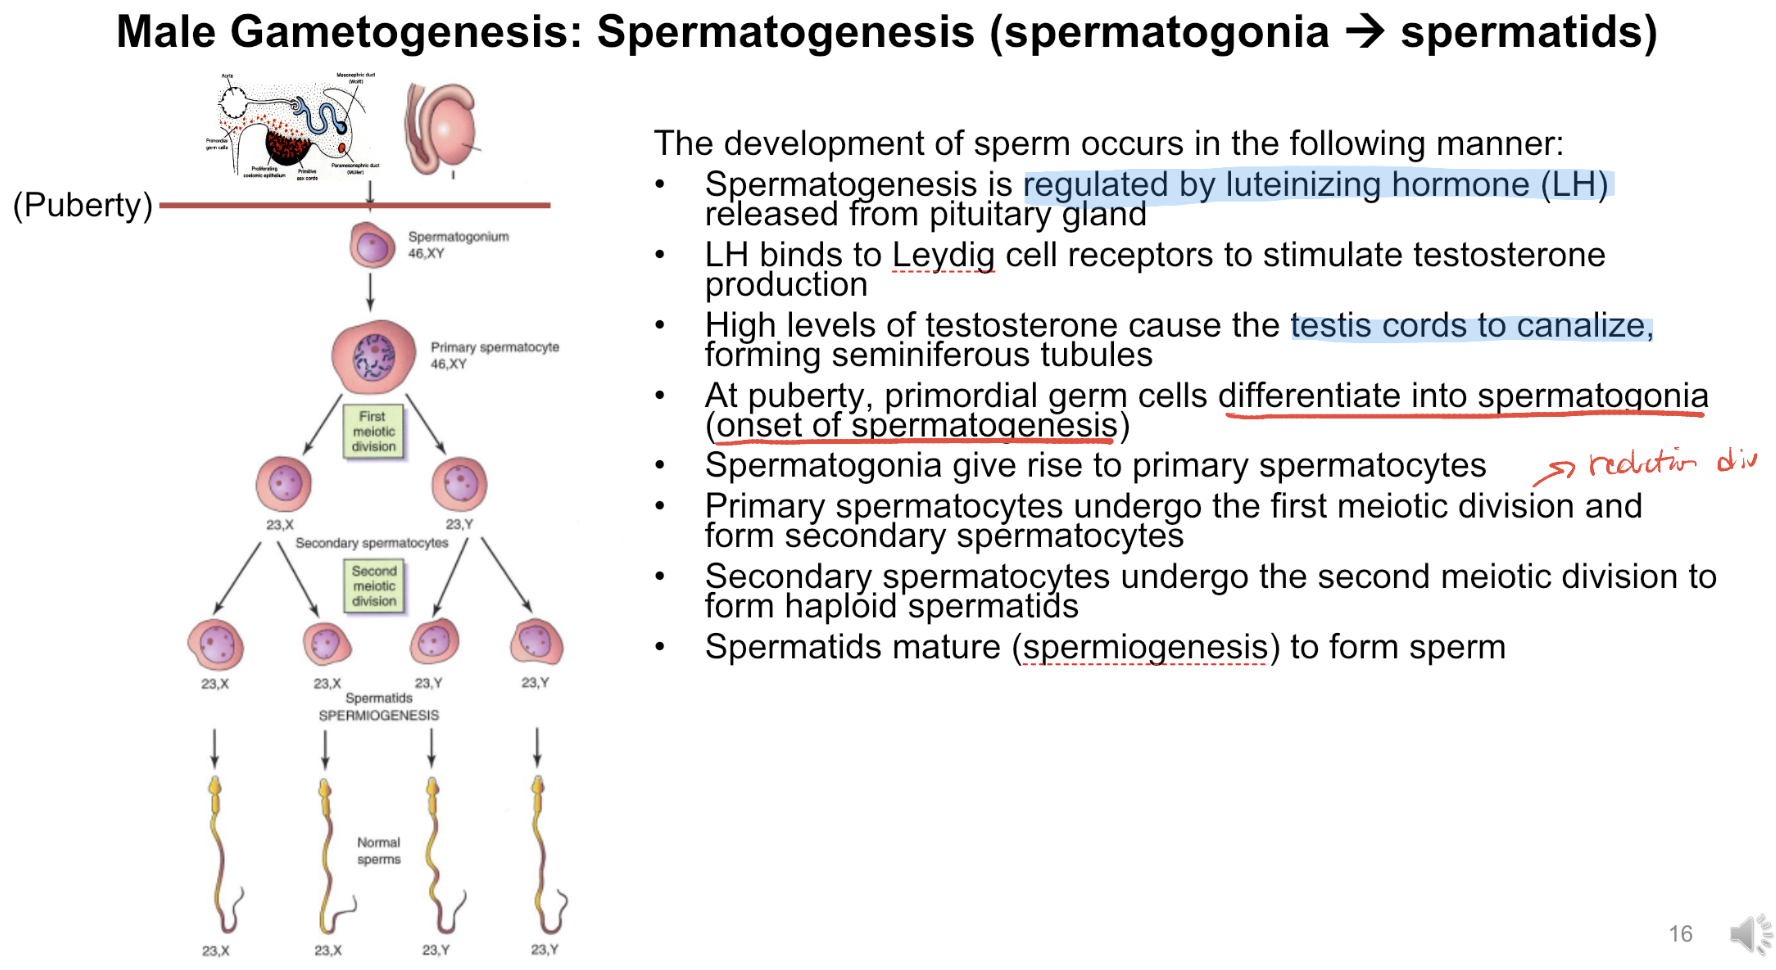 Male Gametogenesis: Spermatogenesis (spermatogonia → spermatids)
Aorta
Mesonephric duct
(Wolff)
Primordial
germ cells
Proliferating
coelomic epithelium
Primitive
sex cords
Paramesonephric duct
(Müller)
(Puberty)
Spermatogonium
46,XY
Primary spermatocyte
46,XY
First
meiotic
division
23,X
23,Y
Secondary spermatocytes
Second
meiotic
division
23,X
23,X
23,Y
23,Y
Spermatids
SPERMIOGENESIS
Normal
sperms
23,X
23,X
23,Y
23,Y
The development of sperm occurs in the following manner:
• Spermatogenesis is regulated by luteinizing hormone (LH)
released from pituitary gland
• LH binds to Leydig cell receptors to stimulate testosterone
production
• High levels of testosterone cause the testis cords to canalize,
forming seminiferous tubules
• At puberty, primordial germ cells differentiate into spermatogonia
(onset of spermatogenesis)
• Spermatogonia give rise to primary spermatocytes
→ reduction div
• Primary spermatocytes undergo the first meiotic division and
form secondary spermatocytes
• Secondary spermatocytes undergo the second meiotic division to
form haploid spermatids
• Spermatids mature (spermiogenesis) to form sperm
16